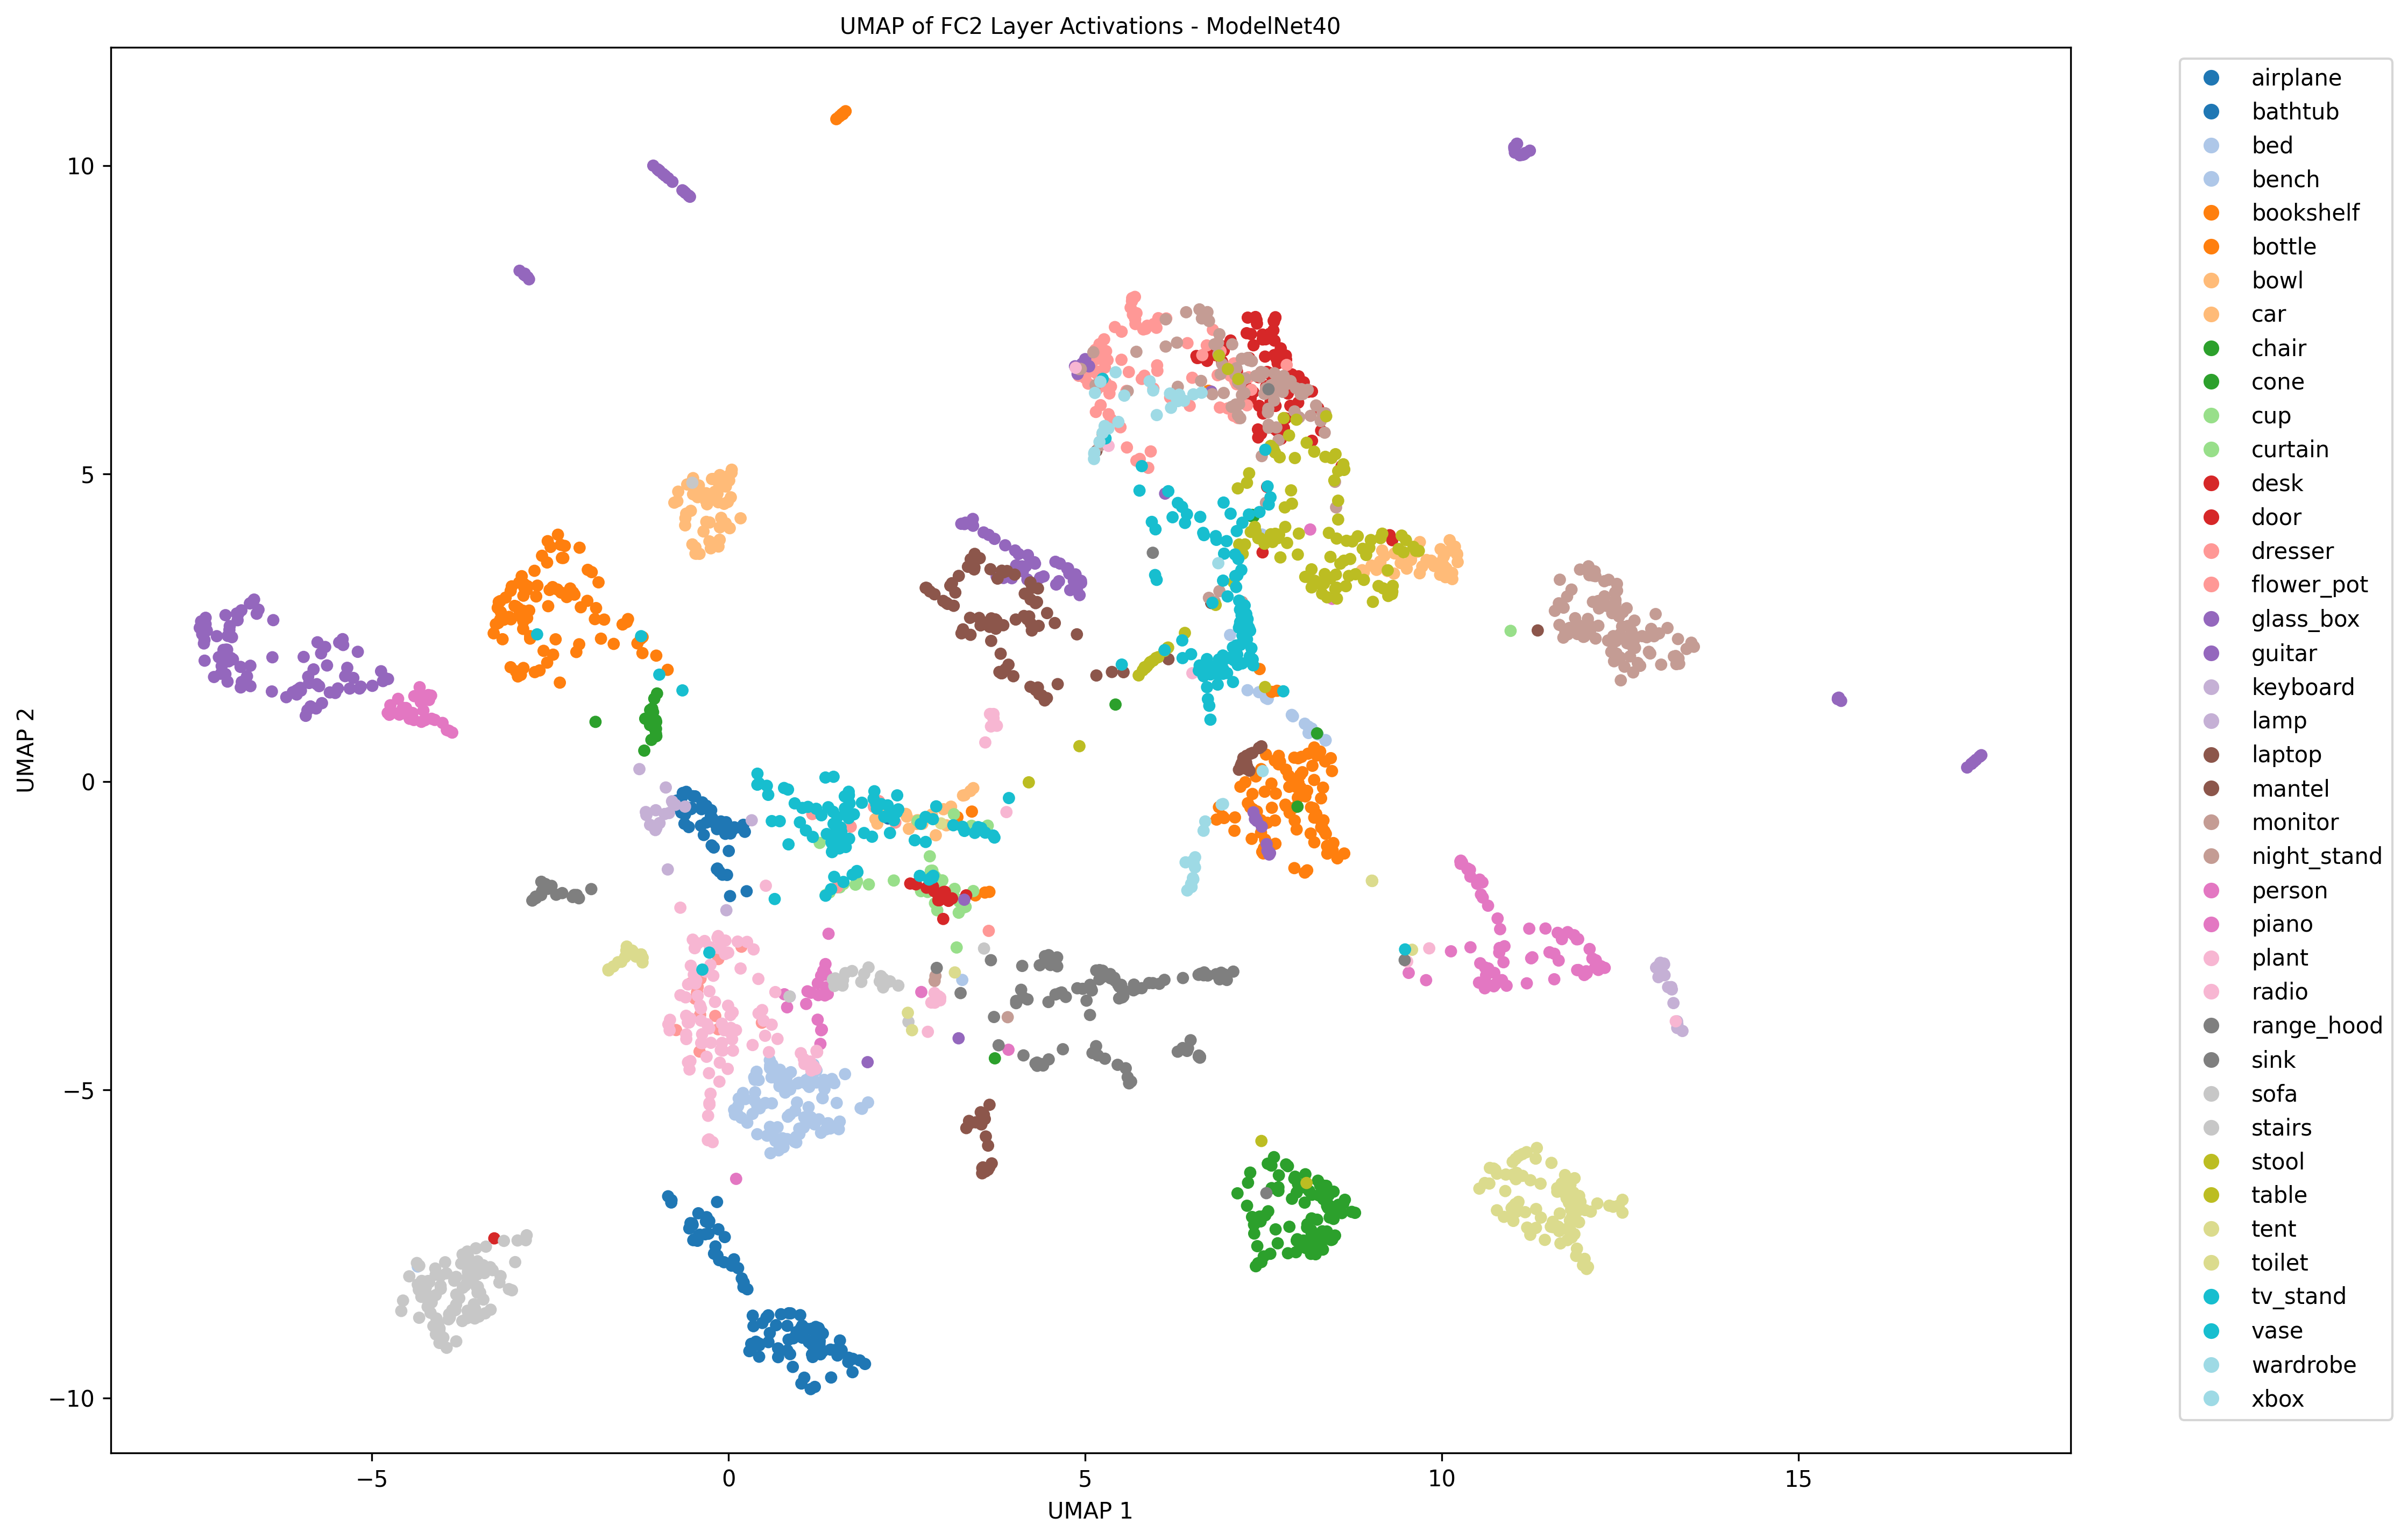 UMAP of FC2 Layer Activations - ModelNet40
10
5
0
−5
−10
UMAP 2
−5
0
5
10
15
UMAP 1
airplane
bathtub
bed
bench
bookshelf
bottle
bowl
car
chair
cone
cup
curtain
desk
door
dresser
flower_pot
glass_box
guitar
keyboard
lamp
laptop
mantel
monitor
night_stand
person
piano
plant
radio
range_hood
sink
sofa
stairs
stool
table
tent
toilet
tv_stand
vase
wardrobe
xbox